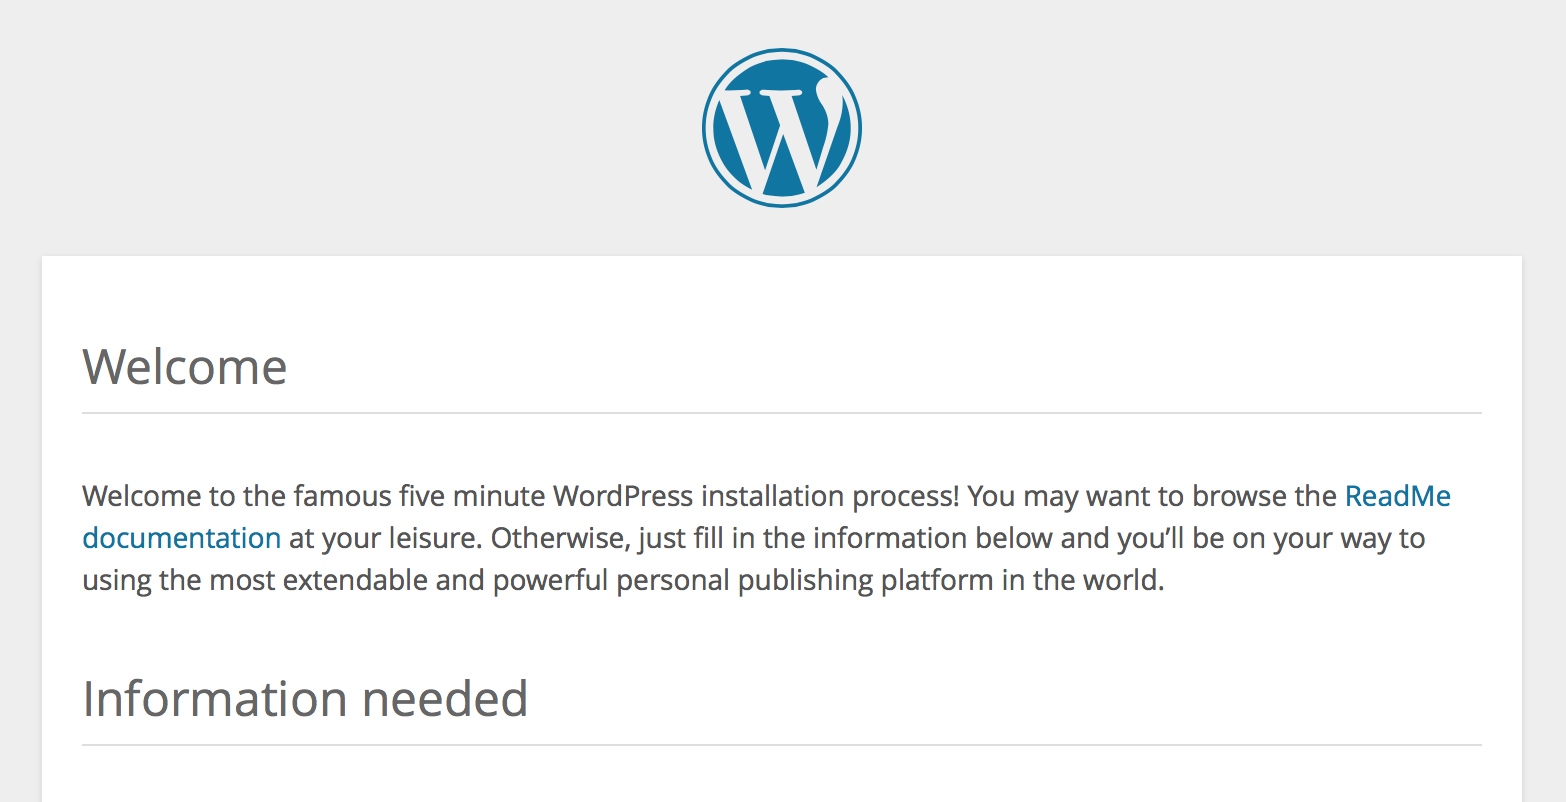 W
Welcome
Welcome to the famous five minute WordPress installation process! You may want to browse the ReadMe
documentation at your leisure. Otherwise, just fill in the information below and you’ll be on your way to
using the most extendable and powerful personal publishing platform in the world.
Information needed